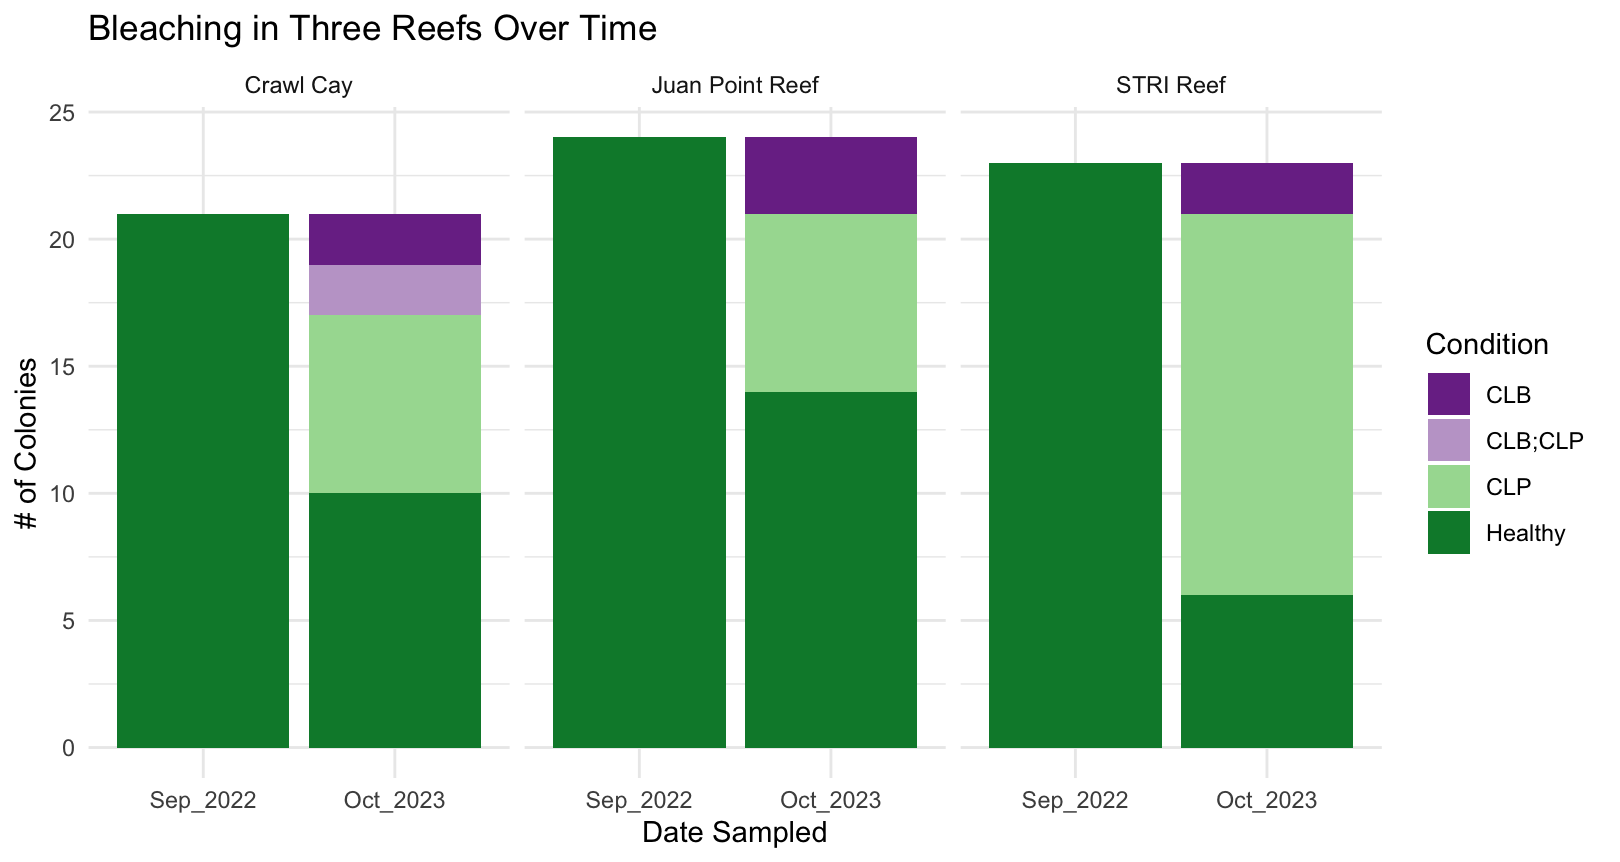 Bleaching in Three Reefs Over Time
Crawl Cay
Juan Point Reef
STRI Reef
25
20
15
10
5
0
# of Colonies
Sep_2022
Oct_2023
Sep_2022
Oct_2023
Sep_2022
Oct_2023
Date Sampled
Condition
CLB
CLB;CLP
CLP
Healthy